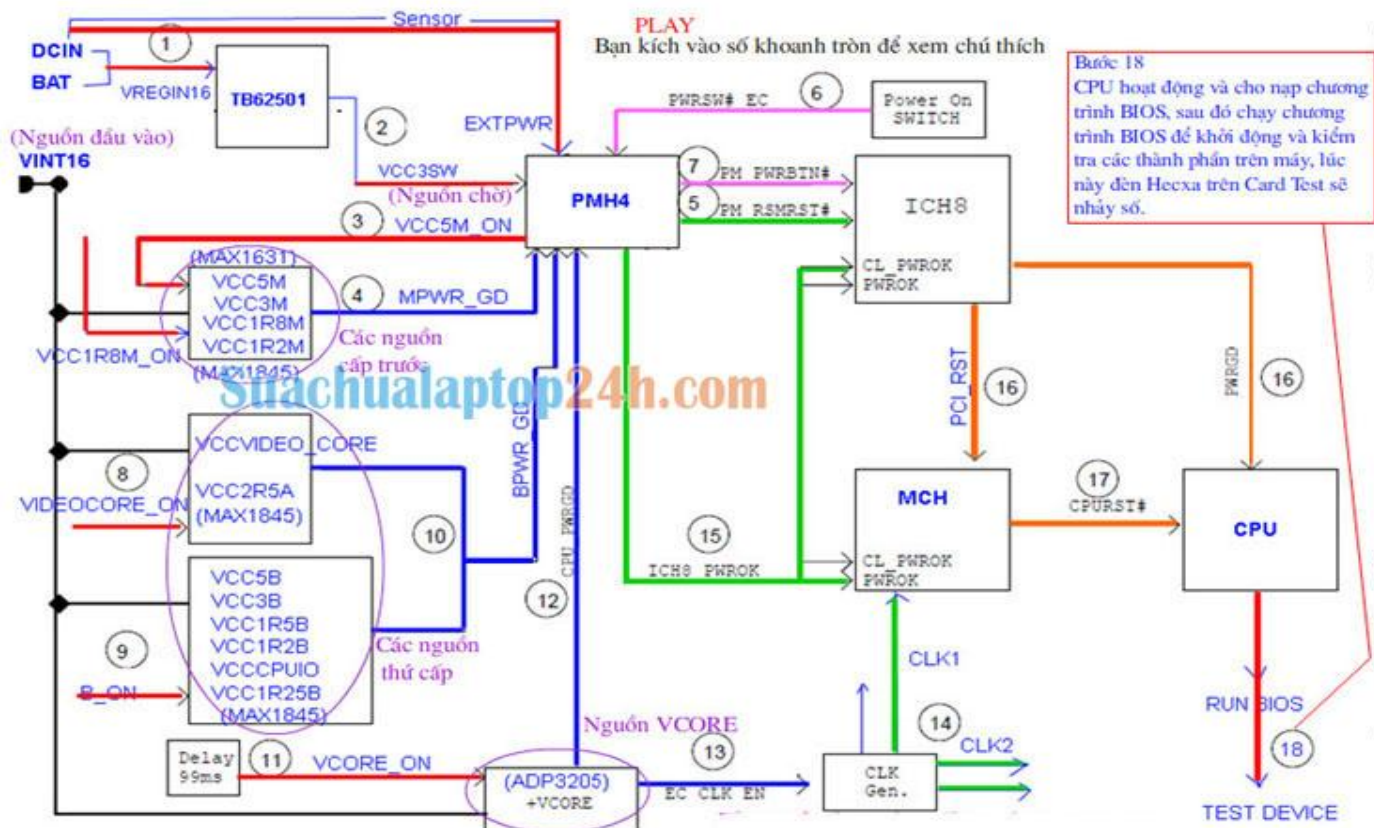 Sensor
PLAY
Bạn kích vào số khoanh tròn để xem chú thích
DCIN
BAT
1
VREGIN16
TB62501
2
EXTPWR
PWRSW# EC
6
Power On
SWITCH
Bước 18
CPU hoạt động và cho nạp chương
trình BIOS, sau đó chạy chương
trình BIOS để khởi động và kiểm
tra các thành phần trên máy, lúc
này đèn Hecxa trên Card Test sẽ
nhảy số.
(Nguồn đầu vào)
VINT16
VCC3SW
(Nguồn chờ)
PMH4
7
PM PWRBTN#
5
PM RSMRST#
ICH8
CL_PWROK
PWROK
3
VCC5M_ON
(MAX1631)
VCC5M
VCC3M
VCC1R8M
VCC1R2M
(MAX1845)
4
MPWR_GD
VCC1R8M_ON
Các nguồn
cấp trước
Suachualaptop24h.com
PCI_RST
16
PWRGD
16
BPWR_GD
CPU PWRGD
VCCVIDEO_CORE
VCC2R5A
(MAX1845)
8
VIDEOCORE_ON
10
12
15
ICH8 PWROK
MCH
CL_PWROK
PWROK
17
CPURST#
CPU
VCC5B
VCC3B
VCC1R5B
VCC1R2B
VCCCPUIO
VCC1R25B
(MAX1845)
9
B_ON
Các nguồn
thứ cấp
Nguồn VCORE
Delay
99ms
11
VCORE_ON
(ADP3205)
+VCORE
13
EC CLK EN
CLK1
14
CLK2
CLK
Gen.
RUN BIOS
18
TEST DEVICE